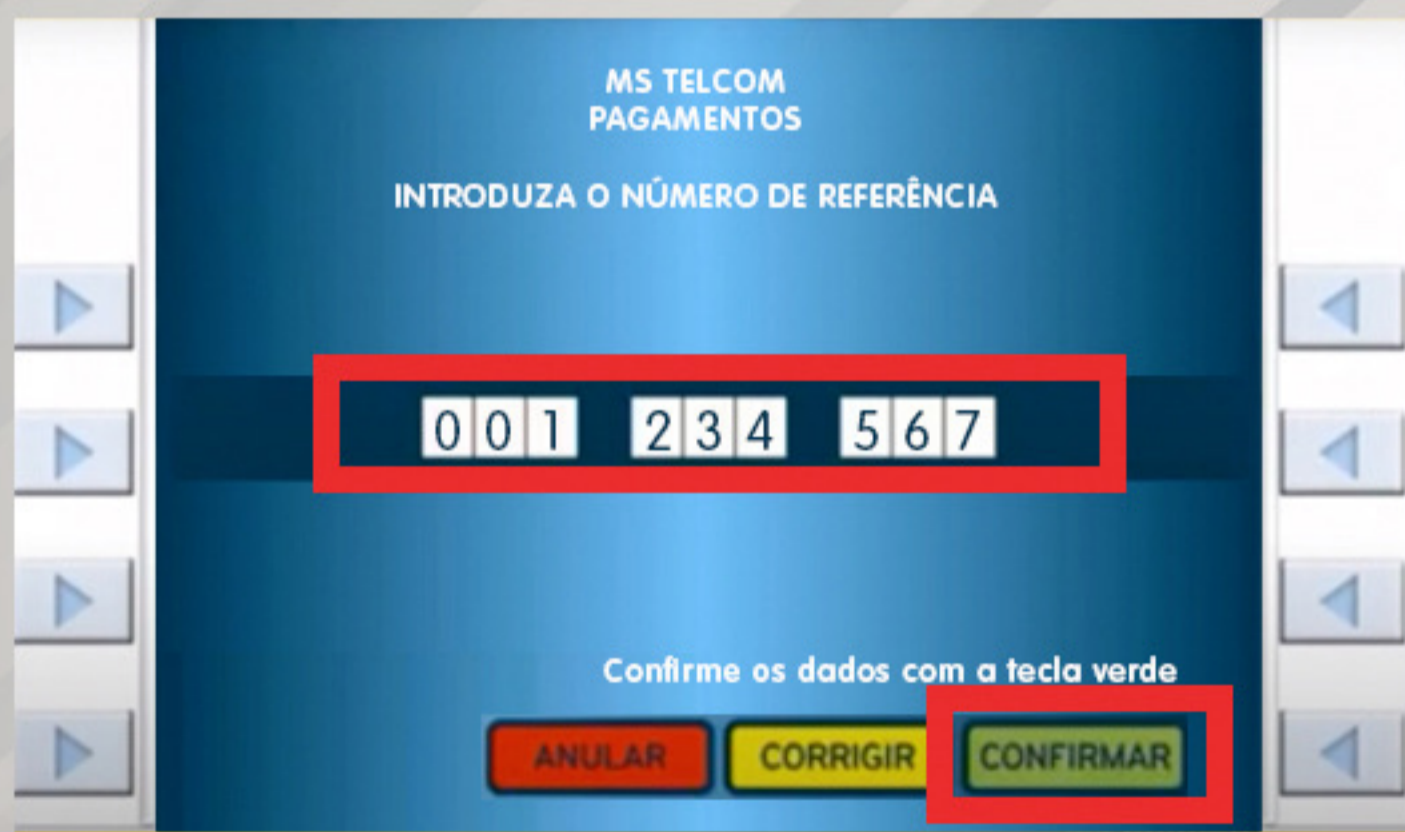 MS TELCOM
PAGAMENTOS
INTRODUZA O NÚMERO DE REFERÊNCIA
001 234 567
Confirme os dados com a tecla verde
ANULAR CORRIGIR CONFIRMAR